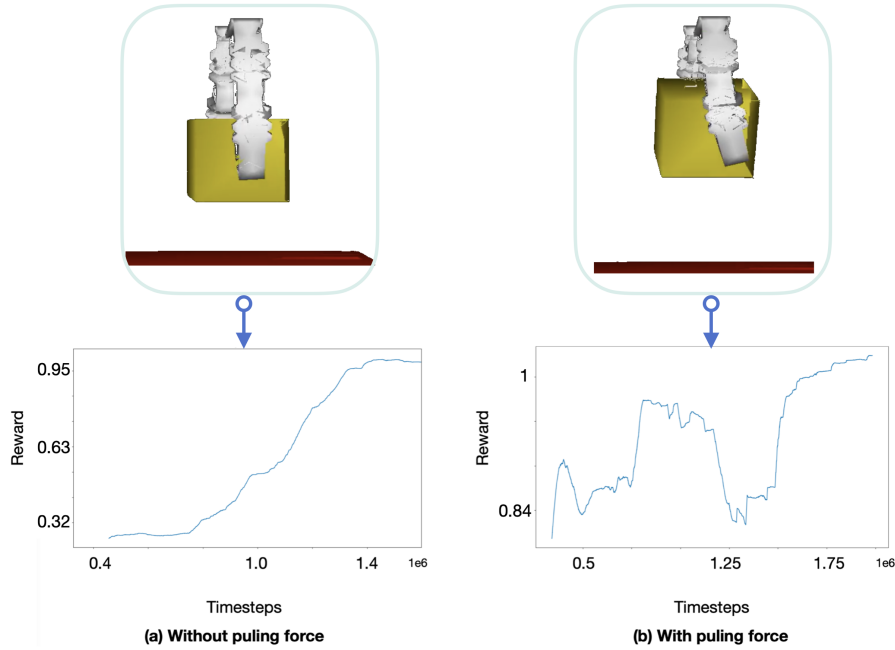 0.95
0.63
0.32
Reward
0.4
1.0
1.4
1e6
Timesteps
(a) Without puling force
1
0.84
Reward
0.5
1.25
1.75
1e6
Timesteps
(b) With puling force